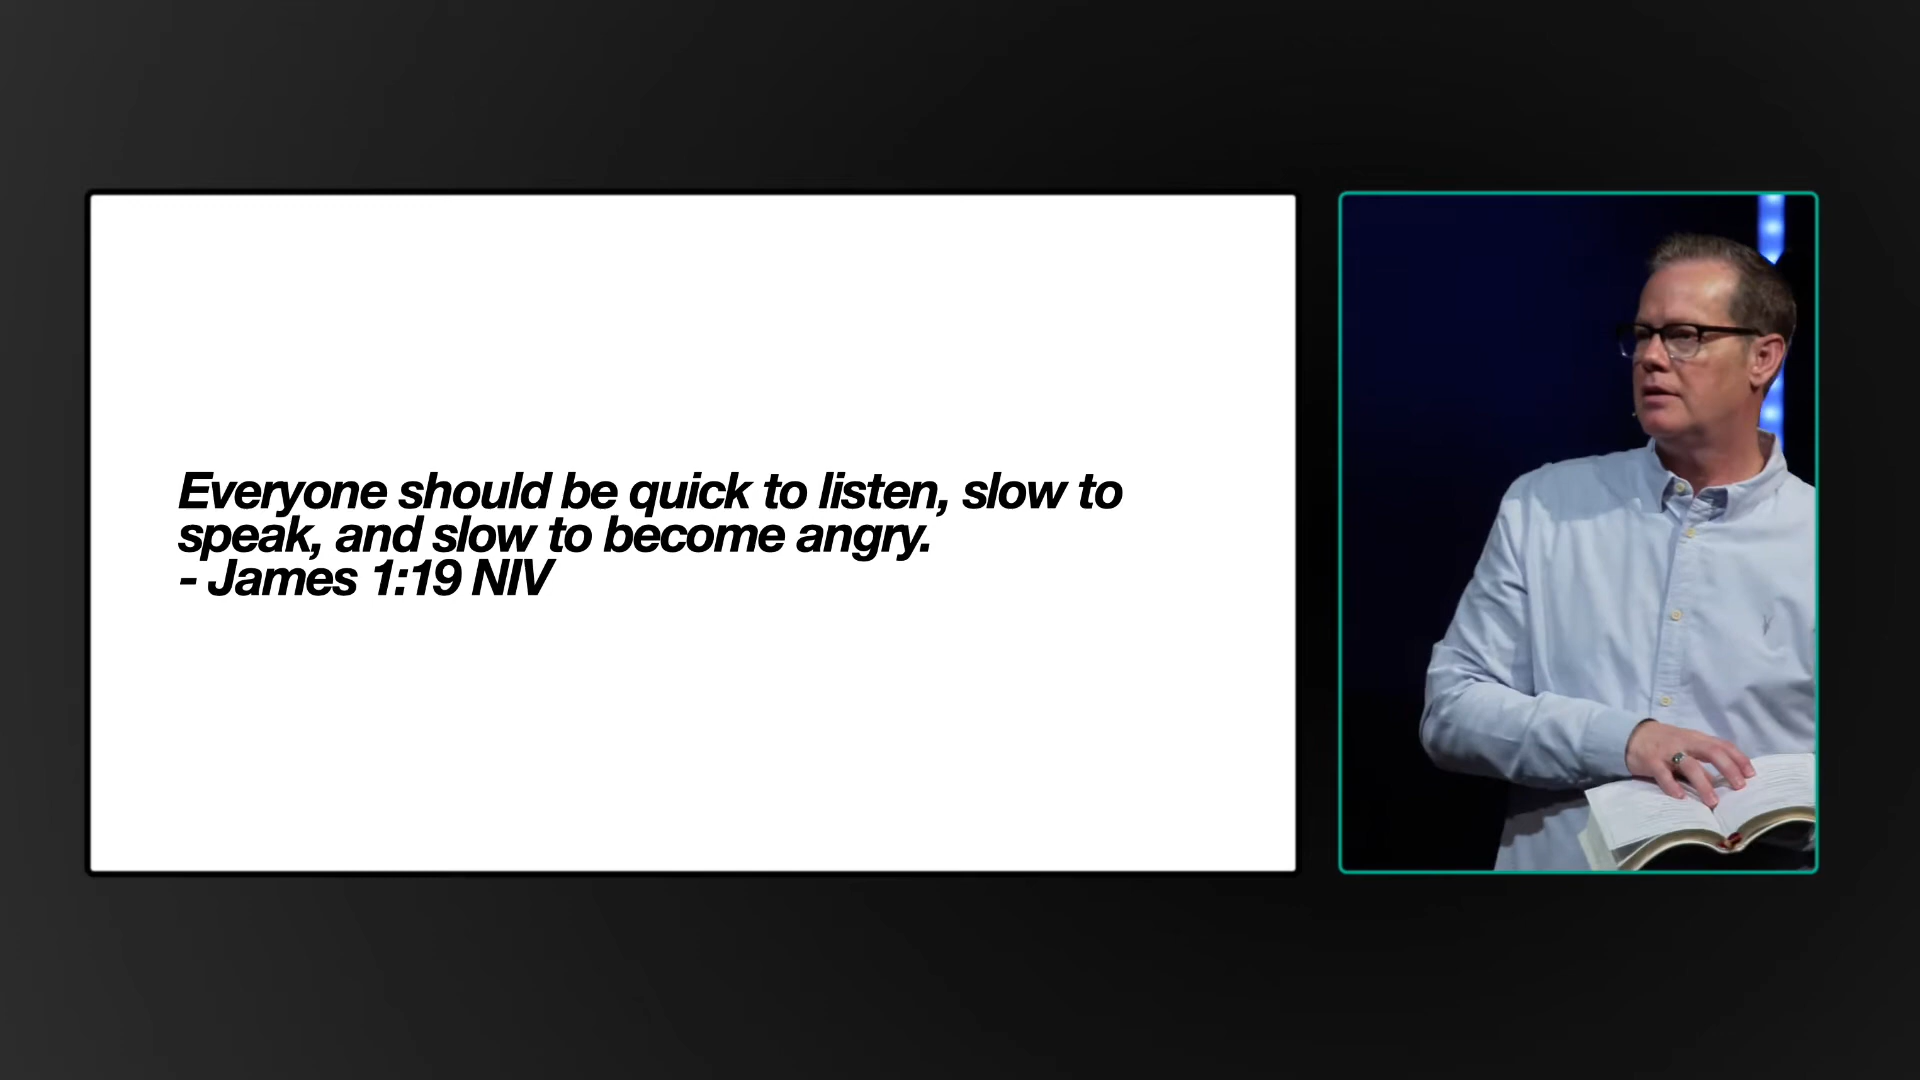 Everyone should be quick to listen, slow to
speak, and slow to become angry.
- James 1:19 NIV